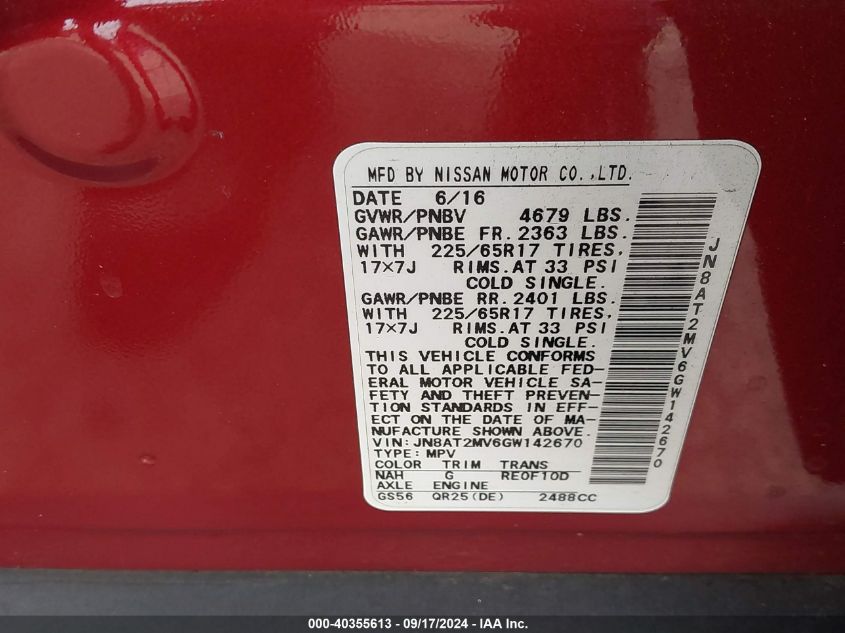 MFD BY NISSAN MOTOR CO.,LTD.
DATE 6/16
GVWR/PNBV 4679 LBS.
GAWR/PNBE FR. 2363 LBS.
WITH 225/65R17 TIRES,
17×7J RIMS.AT 33 PSI
COLD SINGLE.
GAWR/PNBE RR. 2401 LBS.
WITH 225/65R17 TIRES,
17×7J RIMS.AT 33 PSI
COLD SINGLE.
THIS VEHICLE CONFORMS
TO ALL APPLICABLE FED-
ERAL MOTOR VEHICLE SA-
FETY AND THEFT PREVEN-
TION STANDARDS IN EFF-
ECT ON THE DATE OF MA-
NUFACTURE SHOWN ABOVE.
VIN: JN8AT2MV6GW142670
TYPE: MPV
COLOR TRIM TRANS
NAH G RE0F10D
AXLE ENGINE
GS56 QR25(DE) 2488CC
JN8AT2MV6GW142670
000-40355613 - 09/17/2024 - IAA Inc.